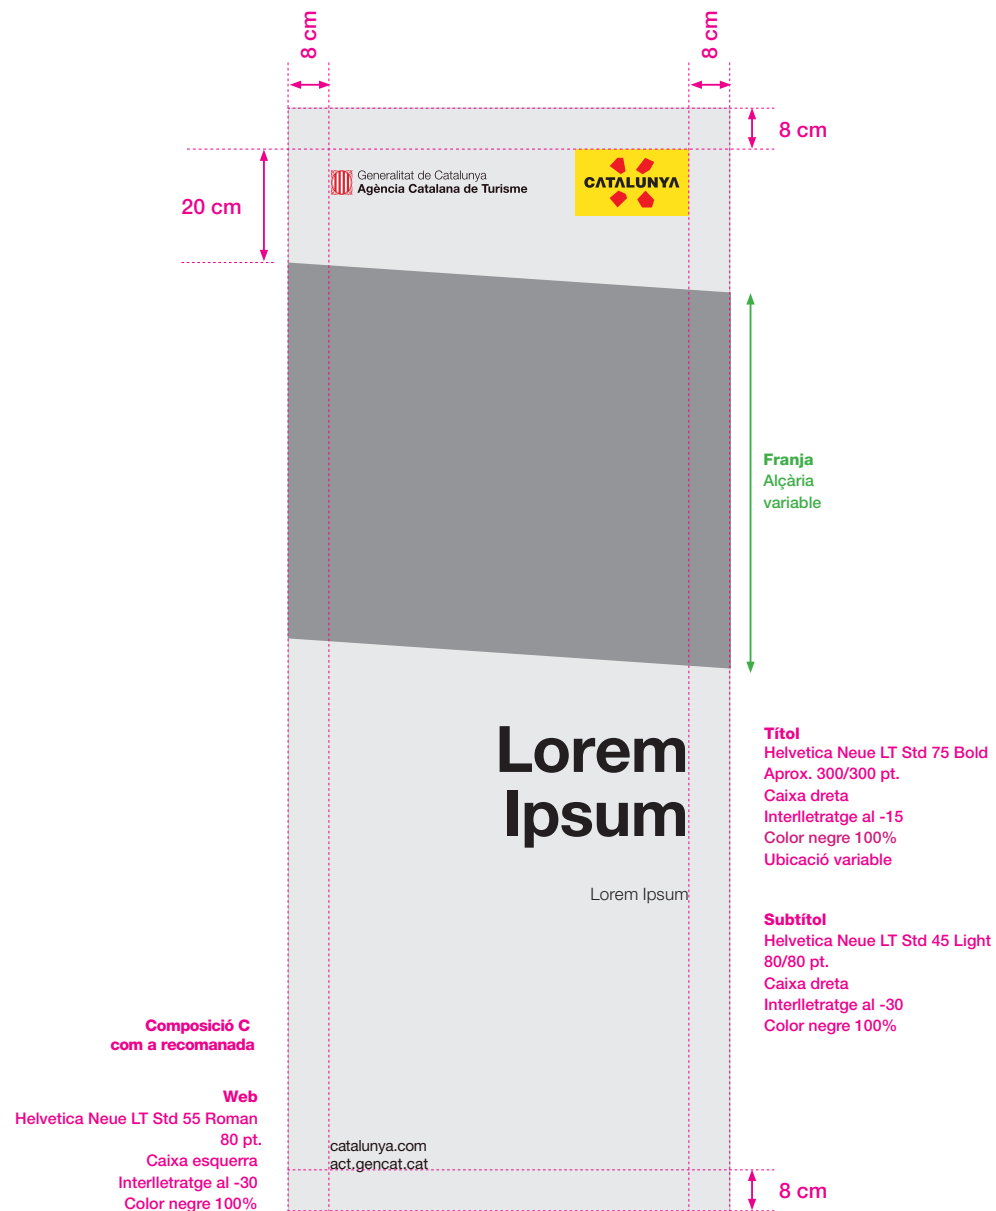 8 cm
8 cm
8 cm
20 cm
Generalitat de Catalunya
Agència Catalana de Turisme
CATALUNYA
Franja
Alçària
variable
Lorem
Ipsum
Lorem Ipsum
Títol
Helvetica Neue LT Std 75 Bold
Aprox. 300/300 pt.
Caixa dreta
Interlletratge al -15
Color negre 100%
Ubicació variable
Subtítol
Helvetica Neue LT Std 45 Light
80/80 pt.
Caixa dreta
Interlletratge al -30
Color negre 100%
Composició C
com a recomanada
Web
Helvetica Neue LT Std 55 Roman
80 pt.
Caixa esquerra
Interlletratge al -30
Color negre 100%
catalunya.com
act.gencat.cat
8 cm